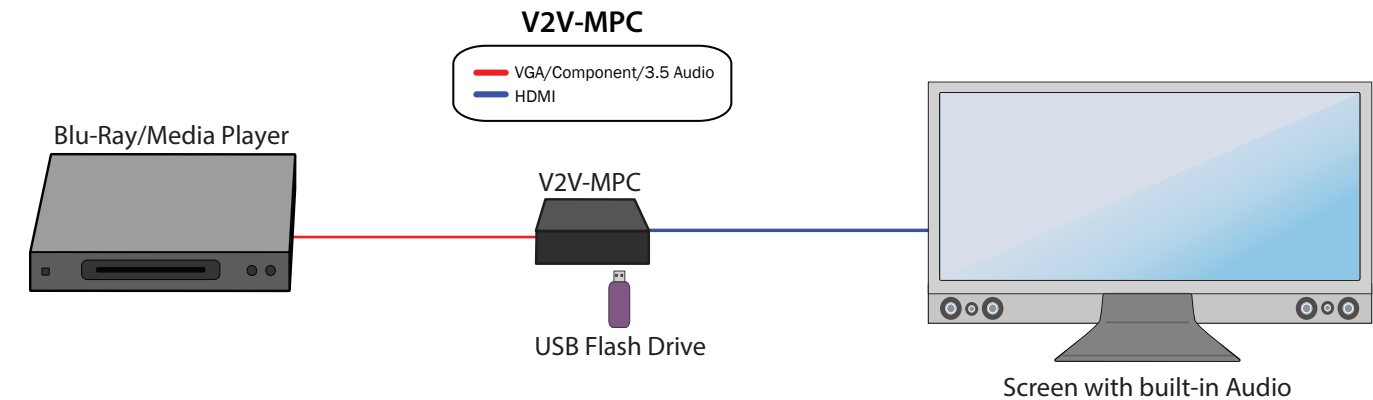 V2V-MPC
VGA/Component/3.5 Audio
HDMI
Blu-Ray/Media Player
V2V-MPC
USB Flash Drive
Screen with built-in Audio